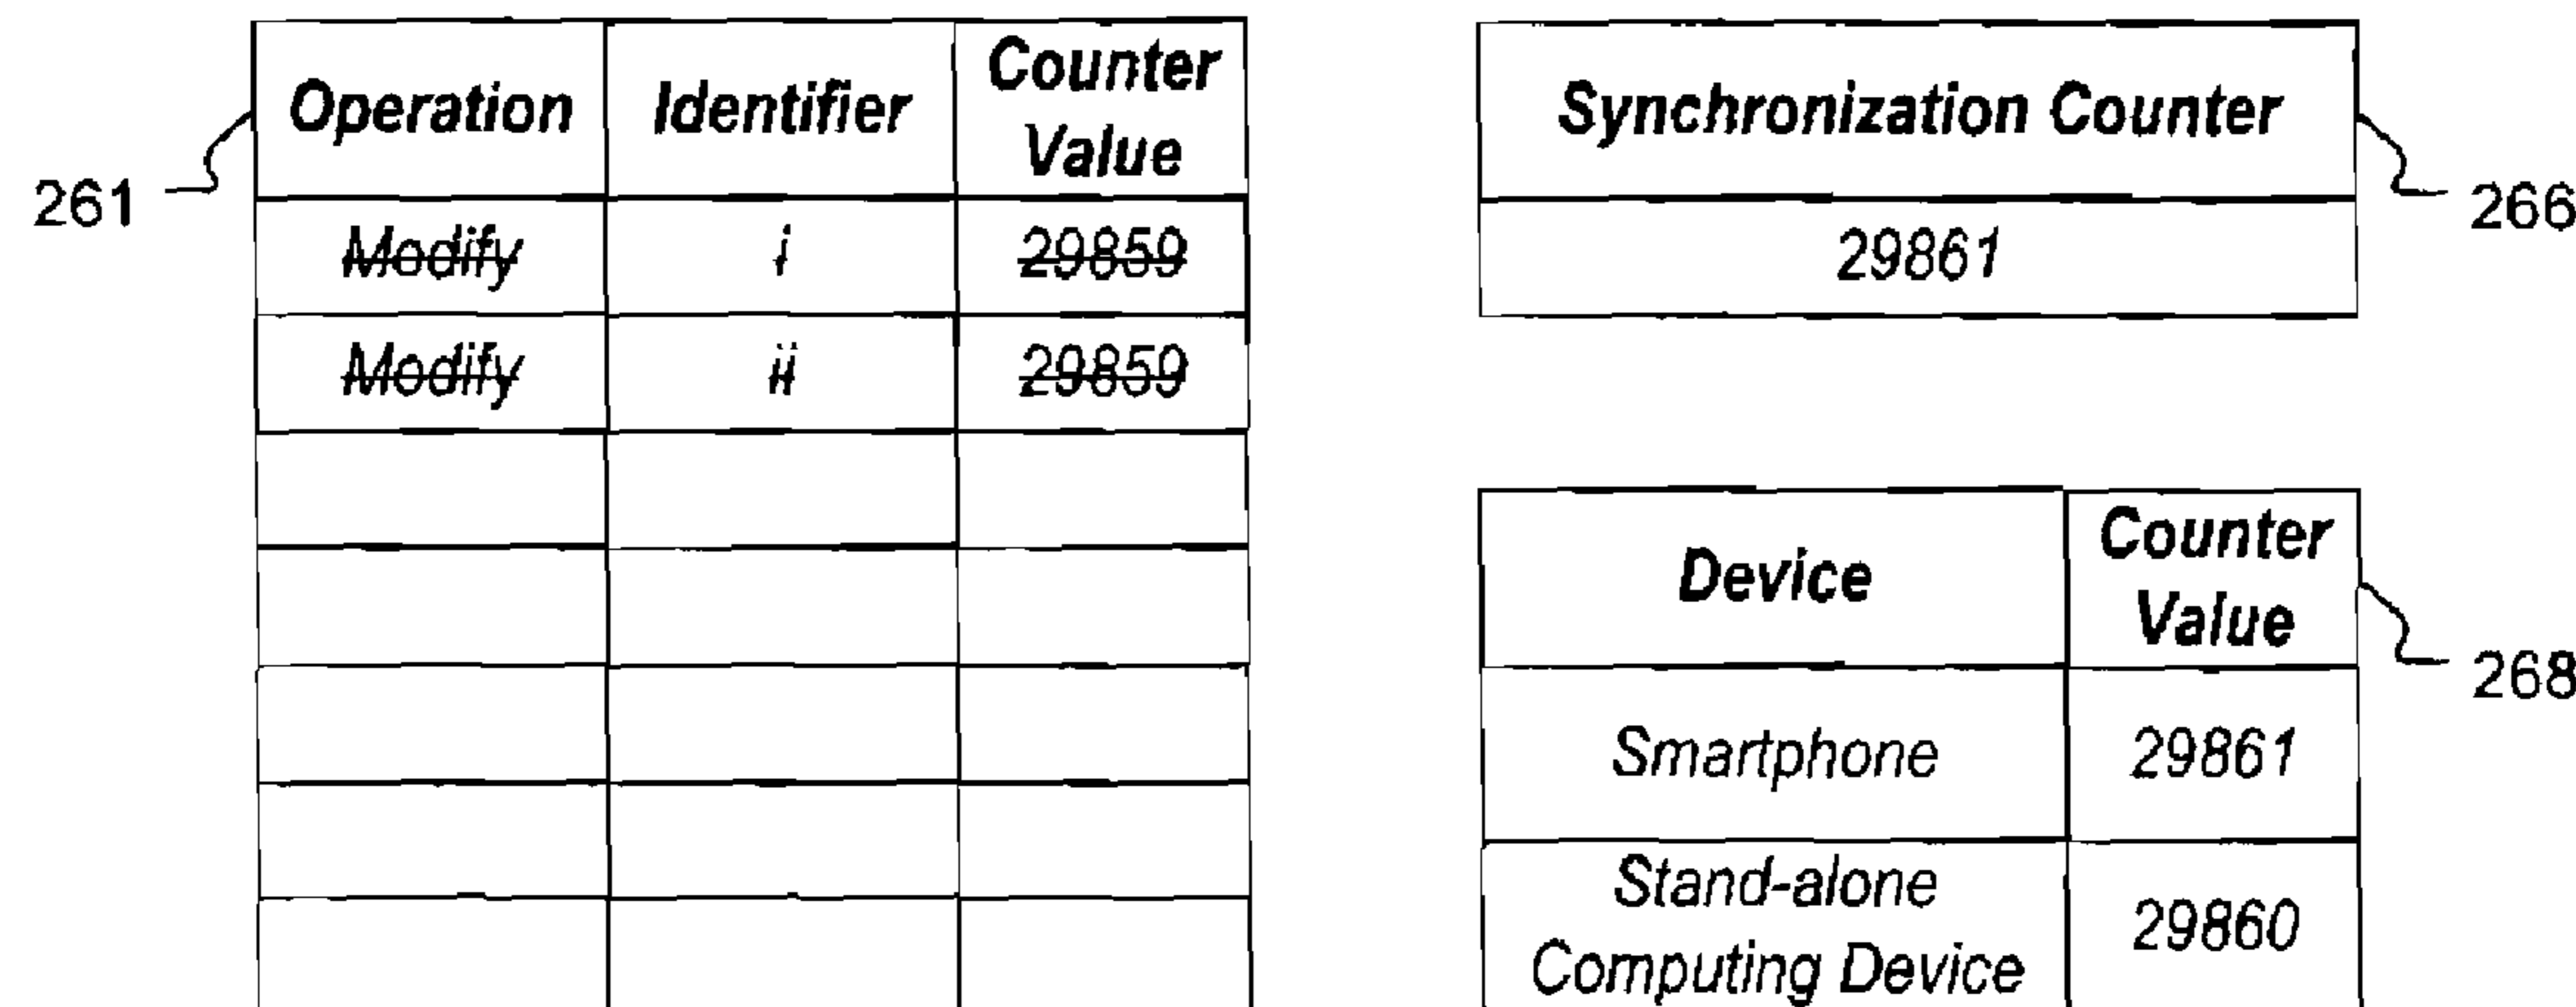 Operation Identifier Counter Value
261
Modify i 29859
Modify ii 29859
Synchronization Counter
266
29861
Device Counter Value
268
Smartphone 29861
Stand-alone
Computing Device 29860